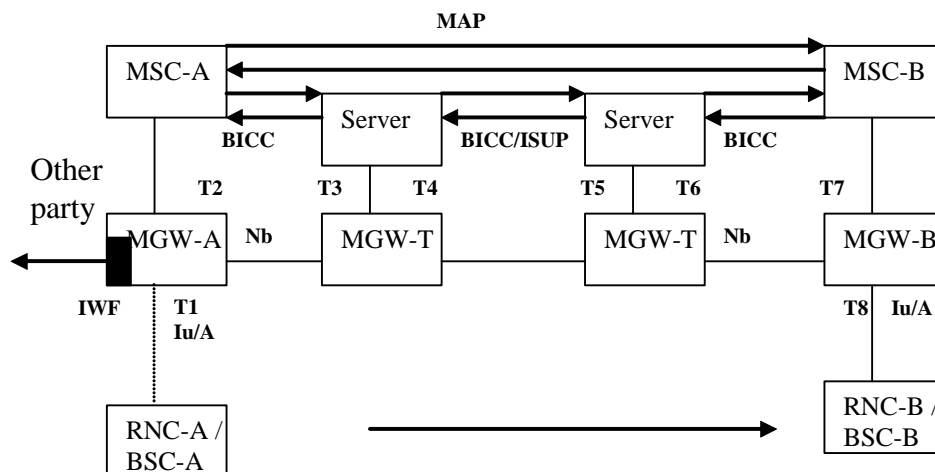 MAP
MSC-A
MSC-B
Server
Server
BICC
BICC/ISUP
BICC
Other
party
T2
T3
T4
T5
T6
T7
MGW-A
Nb
MGW-T
MGW-T
Nb
MGW-B
IWF
T1
Iu/A
T8
Iu/A
RNC-A /
BSC-A
RNC-B /
BSC-B